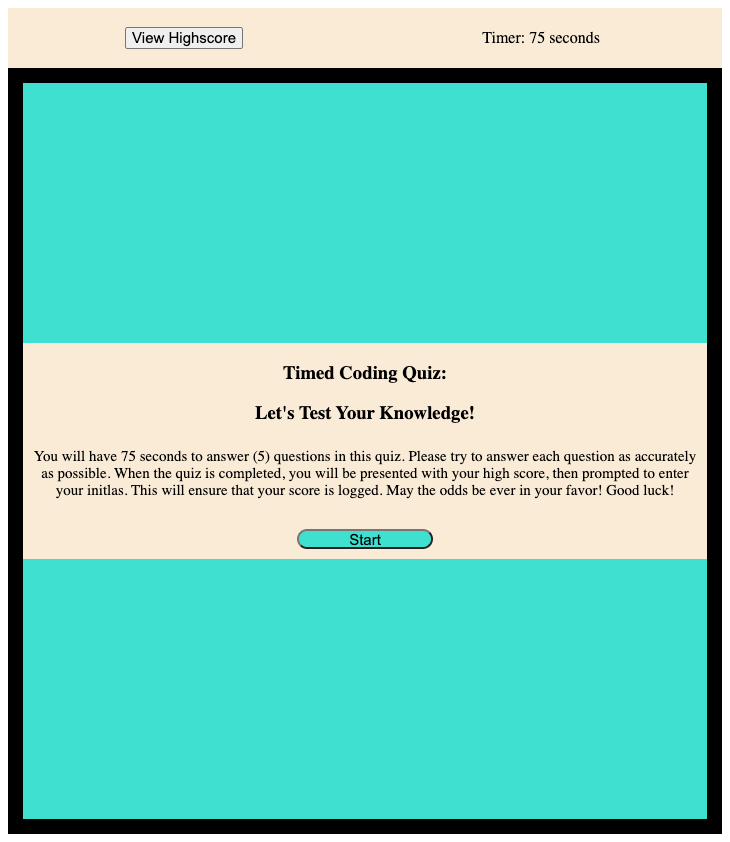 View Highscore
Timer: 75 seconds
Timed Coding Quiz:
Let's Test Your Knowledge!
You will have 75 seconds to answer (5) questions in this quiz. Please try to answer each question as accurately
as possible. When the quiz is completed, you will be presented with your high score, then prompted to enter
your initlas. This will ensure that your score is logged. May the odds be ever in your favor! Good luck!
Start